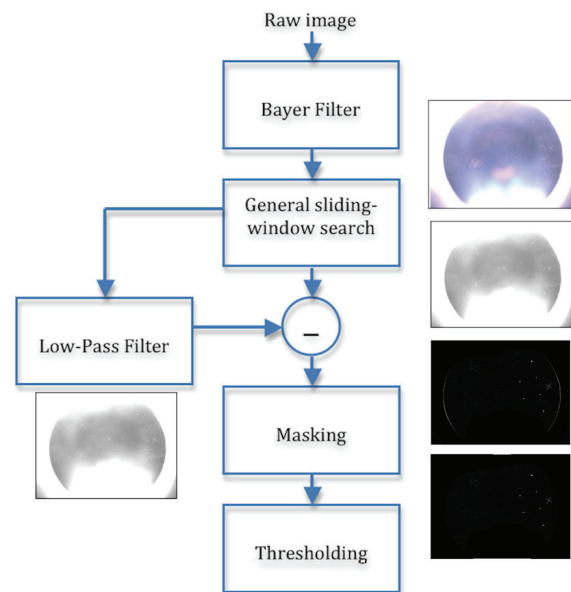 Raw image
Bayer Filter
General sliding-
window search
–
Low-Pass Filter
Masking
Thresholding